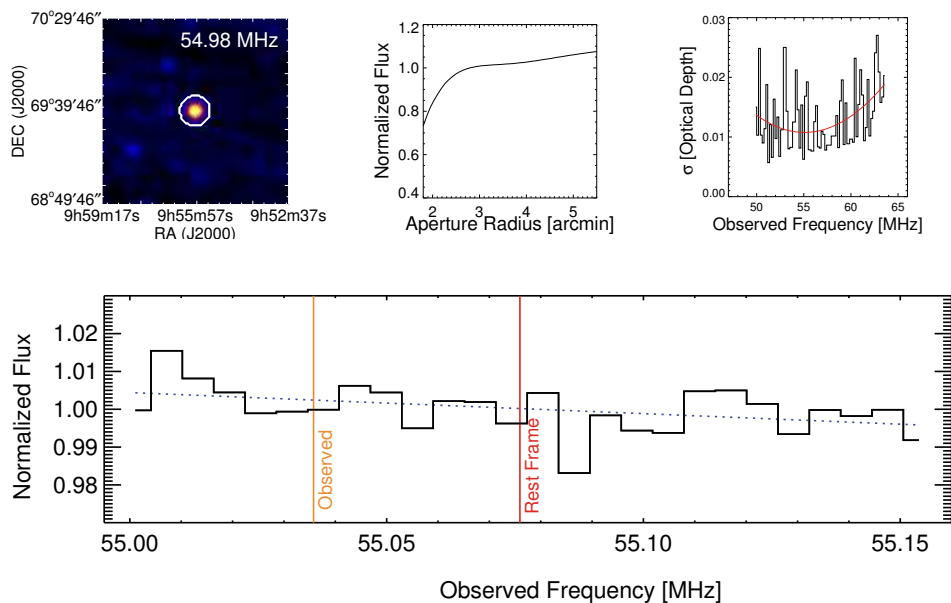 70°29′46″
54.98 MHz
DEC (J2000)
69°39′46″
68°49′46″
9h59m17s 9h55m57s 9h52m37s
RA (J2000)
Normalized Flux
1.2
1.0
0.8
0.6
0.4
2 3 4 5
Aperture Radius [arcmin]
σ [Optical Depth]
0.03
0.02
0.01
0.00
50 55 60 65
Observed Frequency [MHz]
Normalized Flux
1.02
1.01
1.00
0.99
0.98
Observed
Rest Frame
55.00 55.05 55.10 55.15
Observed Frequency [MHz]